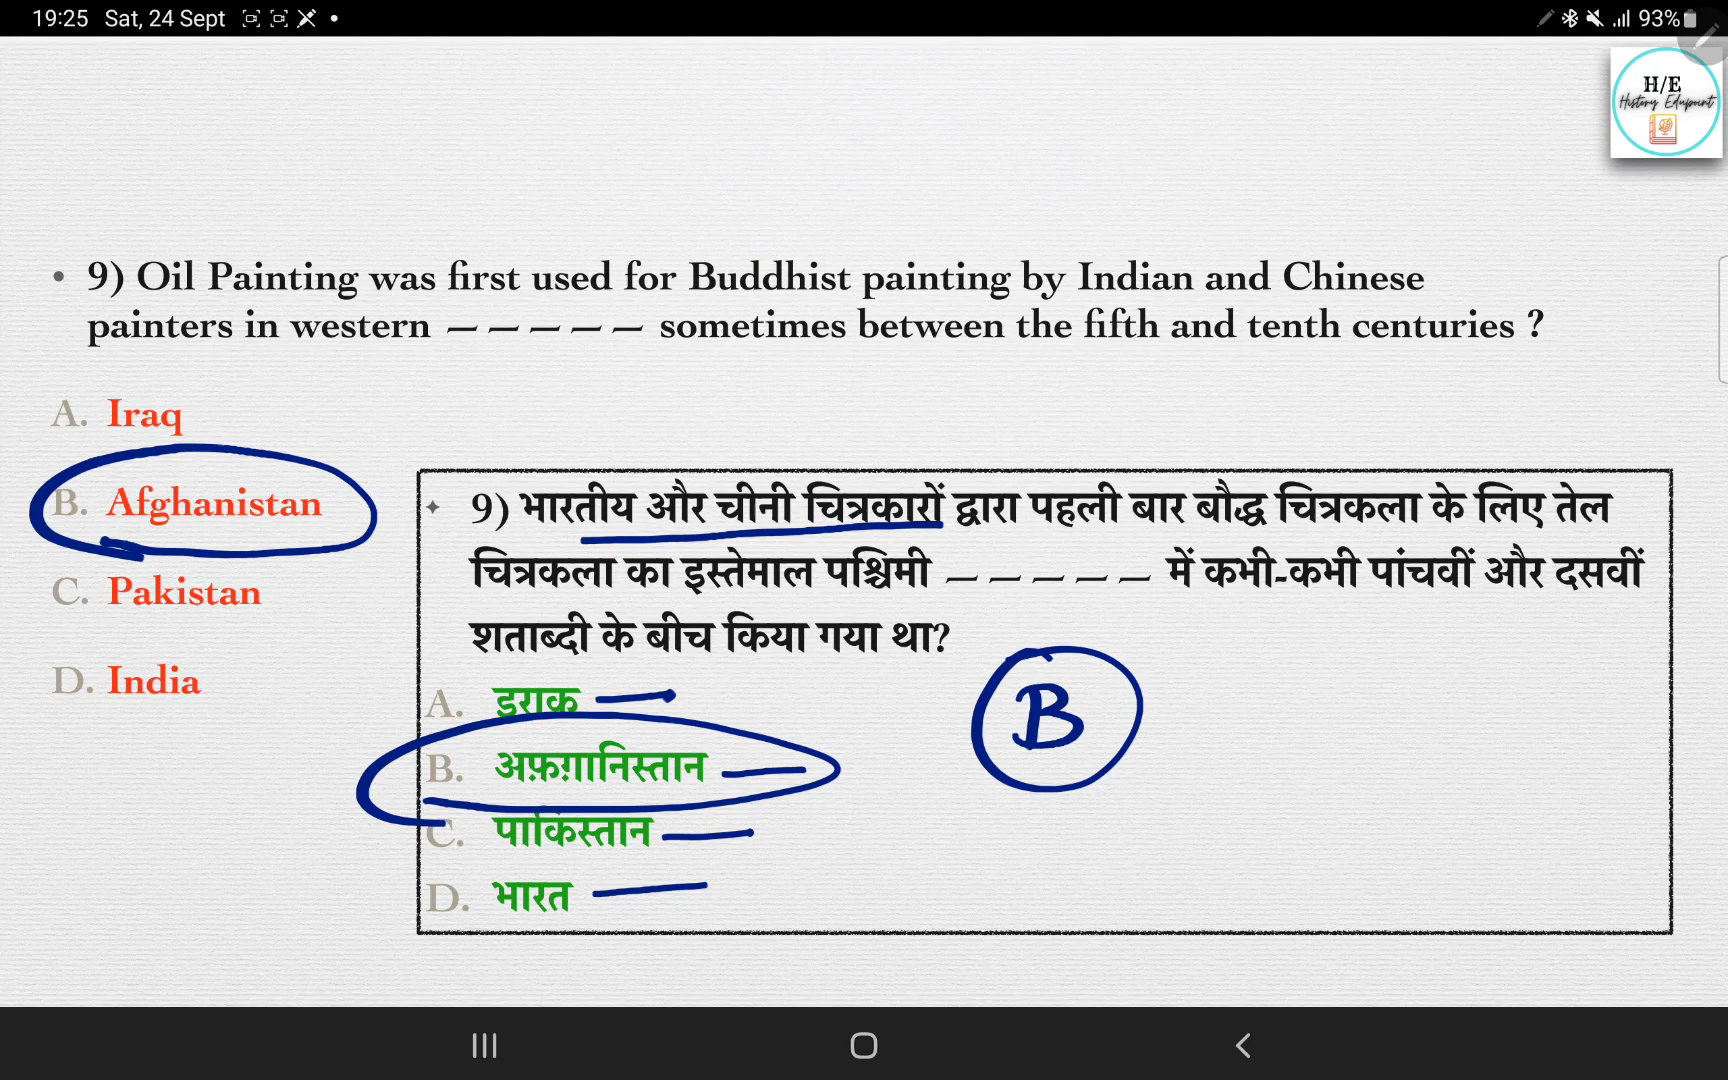 19:25 Sat, 24 Sept
93%
H/E
History Edupoint
• 9) Oil Painting was first used for Buddhist painting by Indian and Chinese
painters in western _ _ _ _ _ sometimes between the fifth and tenth centuries ?
A. Iraq
B. Afghanistan
C. Pakistan
D. India
9) भारतीय और चीनी चित्रकारों द्वारा पहली बार बौद्ध चित्रकला के लिए तेल
चित्रकला का इस्तेमाल पश्चिमी _ _ _ _ _ में कभी-कभी पांचवीं और दसवीं
शताब्दी के बीच किया गया था?
A. इराक
B. अफ़ग़ानिस्तान
C. पाकिस्तान
D. भारत
B